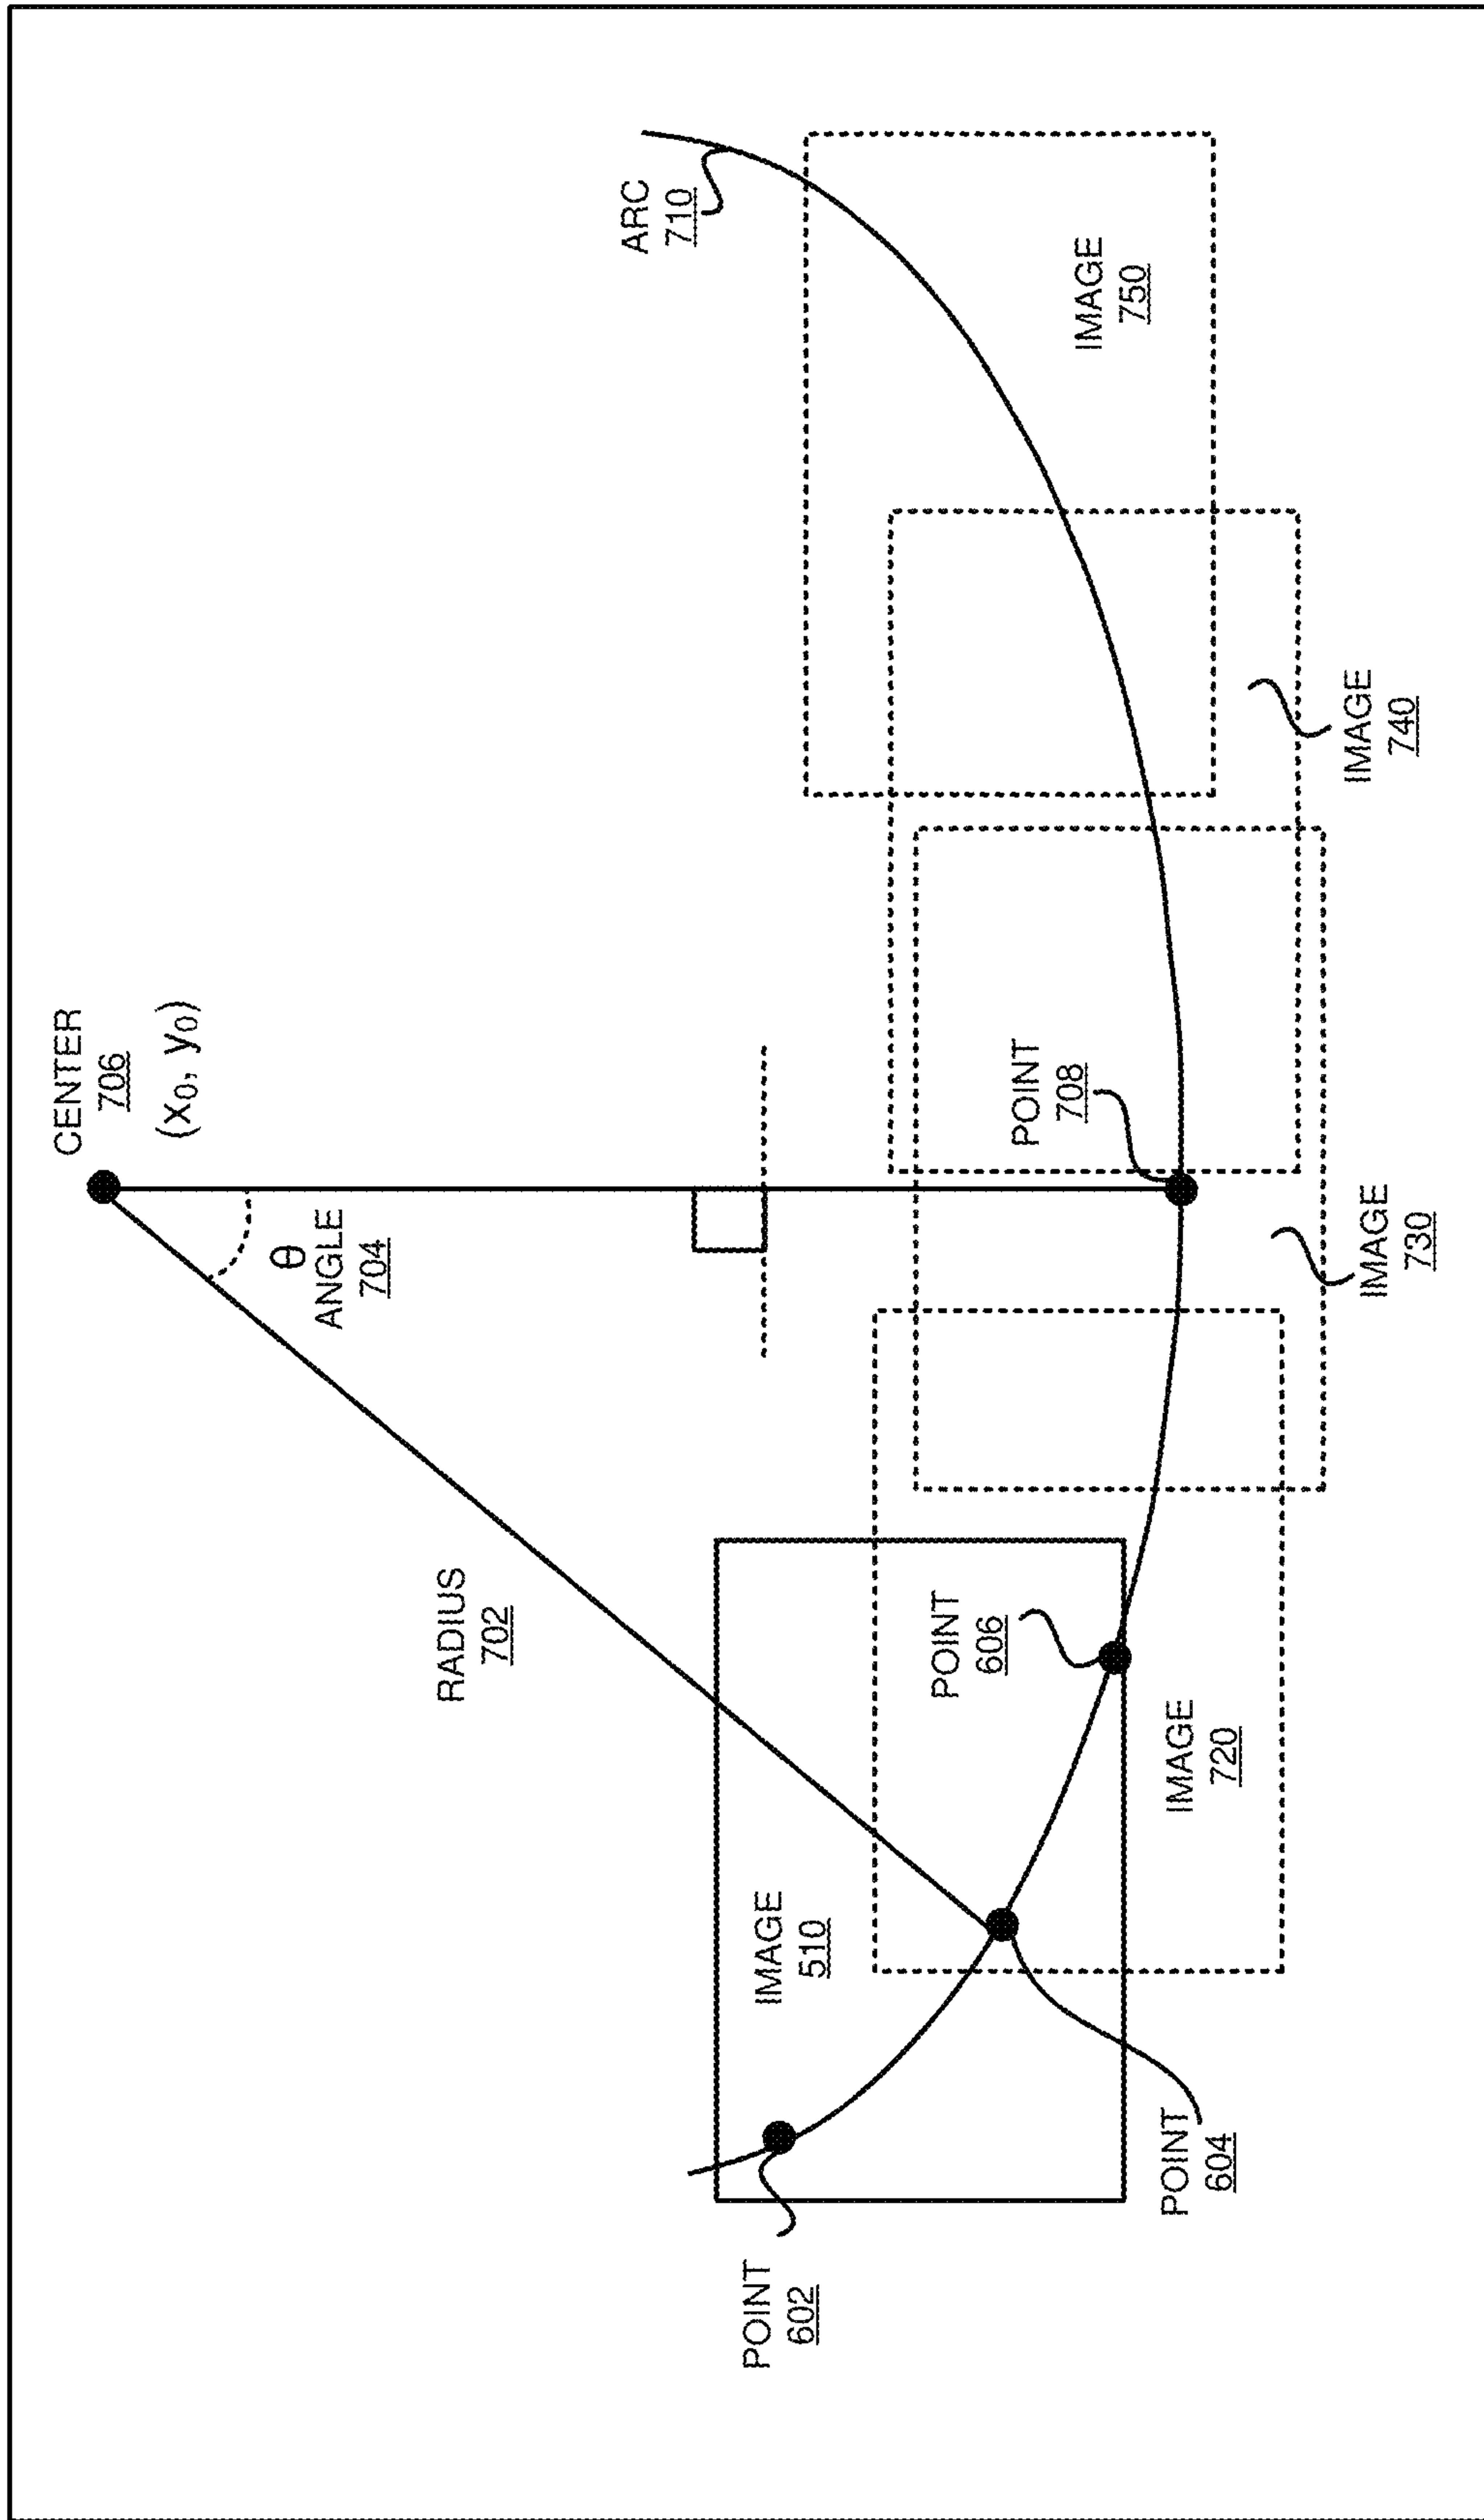 CENTER
706
(X₀, Y₀)
θ
ANGLE
704
RADIUS
702
ARC
710
IMAGE
510
POINT
602
POINT
606
POINT
708
IMAGE
750
POINT
604
IMAGE
720
IMAGE
730
IMAGE
740